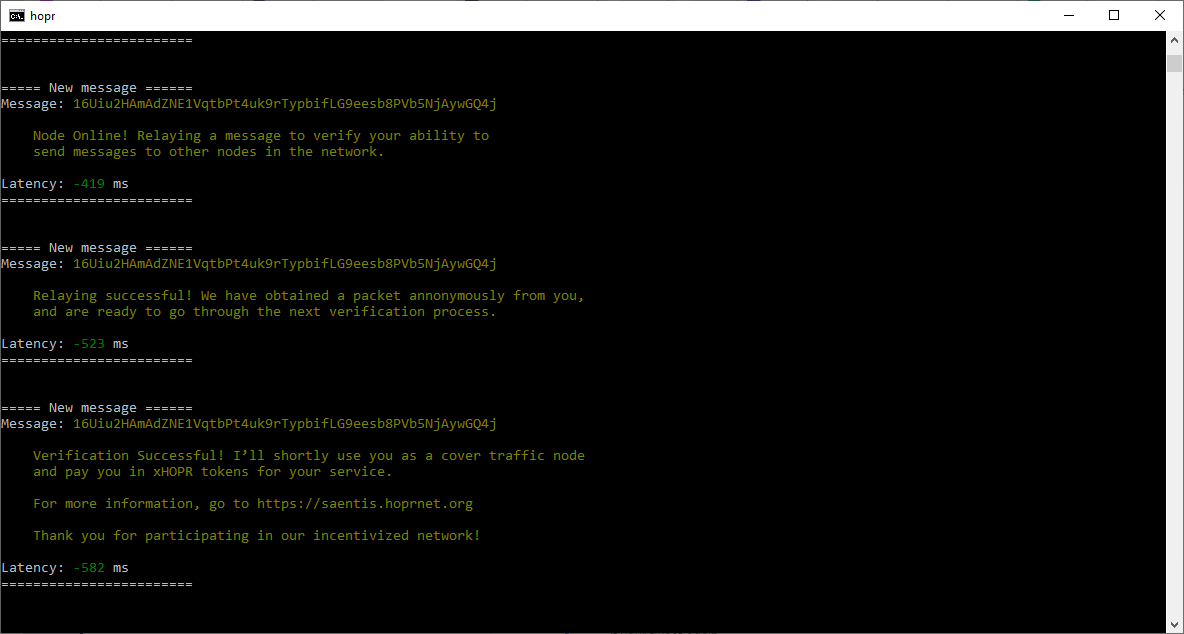 hopr
========================
===== New message ======
Message: 16Uiu2HAmAdZNE1VqtbPt4uk9rTypbifLG9eesb8PVb5NjAywGQ4j
Node Online! Relaying a message to verify your ability to
send messages to other nodes in the network.
Latency: -419 ms
========================
===== New message ======
Message: 16Uiu2HAmAdZNE1VqtbPt4uk9rTypbifLG9eesb8PVb5NjAywGQ4j
Relaying successful! We have obtained a packet annonymously from you,
and are ready to go through the next verification process.
Latency: -523 ms
========================
===== New message ======
Message: 16Uiu2HAmAdZNE1VqtbPt4uk9rTypbifLG9eesb8PVb5NjAywGQ4j
Verification Successful! I’ll shortly use you as a cover traffic node
and pay you in xHOPR tokens for your service.
For more information, go to https://saentis.hoprnet.org
Thank you for participating in our incentivized network!
Latency: -582 ms
========================